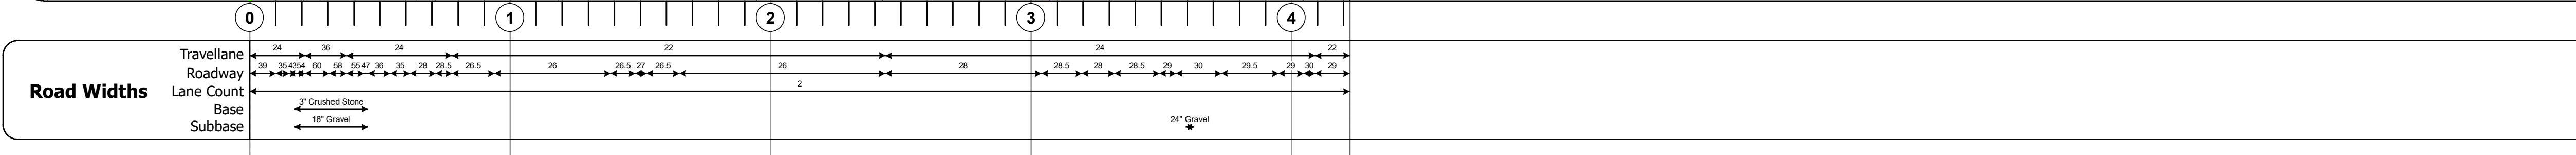 0 1 2 3 4
Travellane 24 36 24 22 24 22
Roadway 39 35 43 54 60 58 55 47 36 35 28 28.5 26.5 26 26.5 27 26.5 26 28 28.5 28 28.5 29 30 29.5 29 30 29
Road Widths
Lane Count 2
Base 3" Crushed Stone
Subbase 18" Gravel 24" Gravel